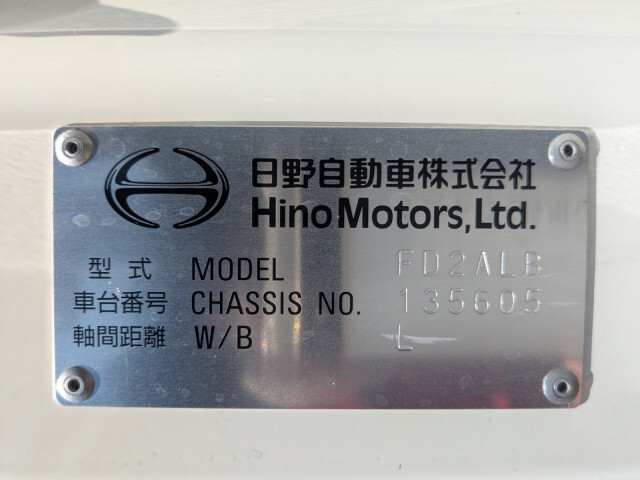 日野自動車株式会社
Hino Motors, Ltd.
型式 MODEL FD2ALB
車台番号 CHASSIS NO. 135605
軸間距離 W/B L